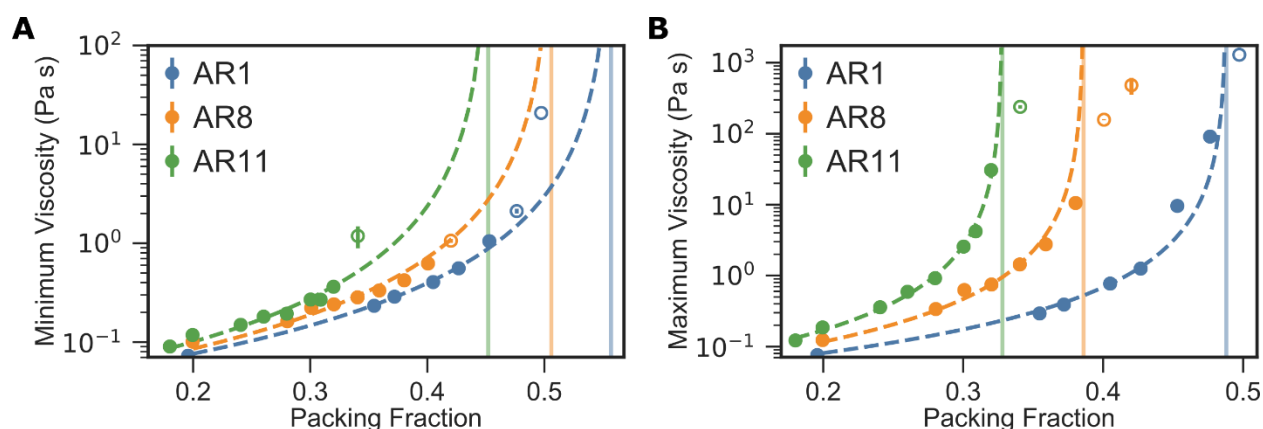 A
Minimum Viscosity (Pa s)
10²
10¹
10⁰
10⁻¹
AR1
AR8
AR11
0.2 0.3 0.4 0.5
Packing Fraction
B
Maximum Viscosity (Pa s)
10³
10²
10¹
10⁰
10⁻¹
AR1
AR8
AR11
0.2 0.3 0.4 0.5
Packing Fraction